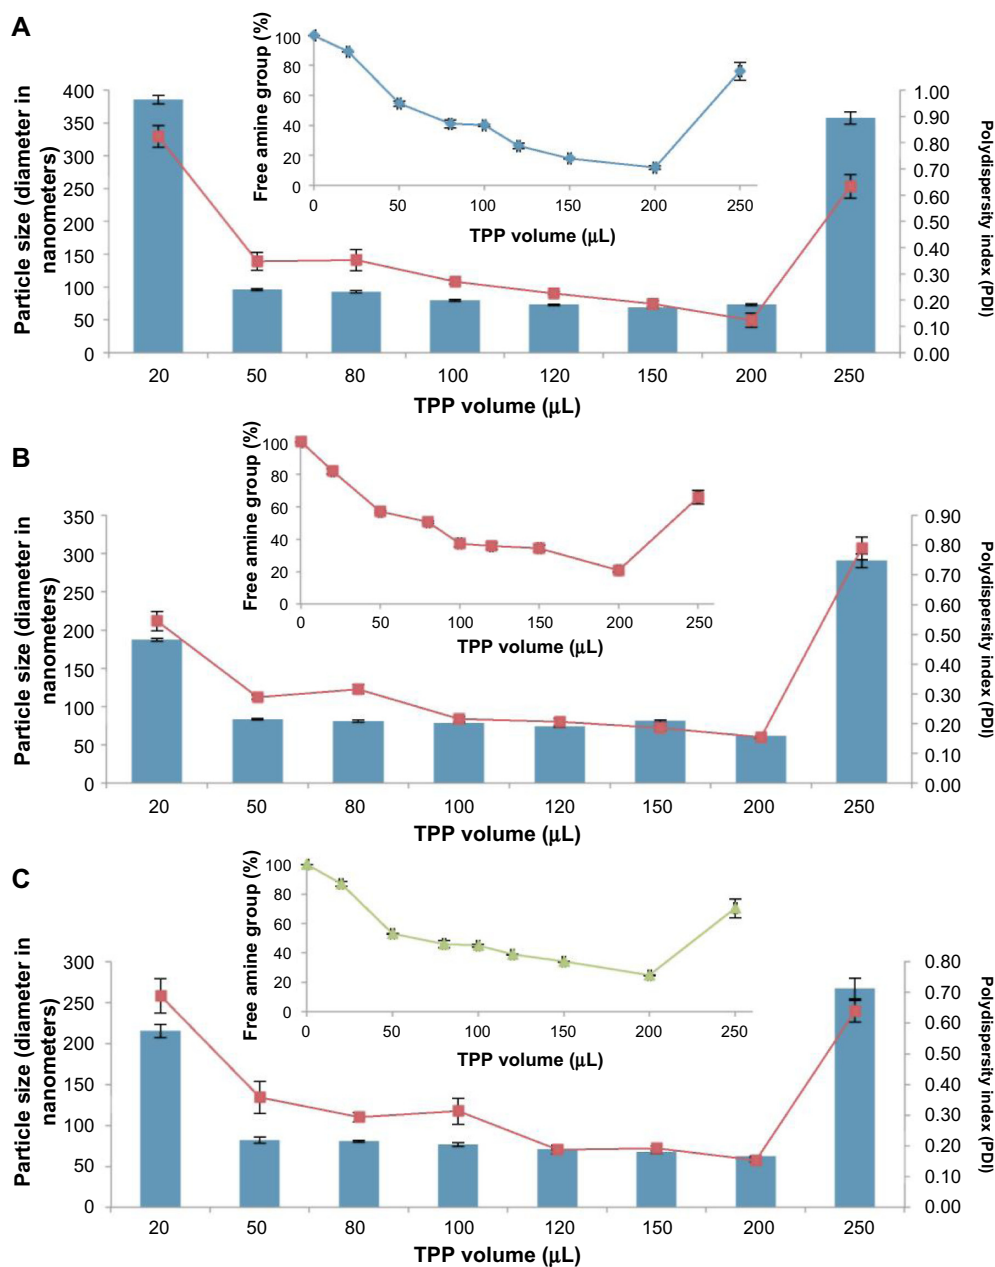 A
Free amine group (%)
100
80
60
40
20
0
0 50 100 150 200 250
TPP volume (µL)
Particle size (diameter in
nanometers)
400
350
300
250
200
150
100
50
0
1.00
0.90
0.80
0.70
0.60
0.50
0.40
0.30
0.20
0.10
0.00
Polydispersity index (PDI)
20 50 80 100 120 150 200 250
TPP volume (µL)
B
Free amine group (%)
100
80
60
40
20
0
0 50 100 150 200 250
TPP volume (µL)
Particle size (diameter in
nanometers)
350
300
250
200
150
100
50
0
0.90
0.80
0.70
0.60
0.50
0.40
0.30
0.20
0.10
0.00
Polydispersity index (PDI)
20 50 80 100 120 150 200 250
TPP volume (µL)
C
Free amine group (%)
100
80
60
40
20
0
0 50 100 150 200 250
TPP volume (µL)
Particle size (diameter in
nanometers)
300
250
200
150
100
50
0
0.80
0.70
0.60
0.50
0.40
0.30
0.20
0.10
0.00
Polydispersity index (PDI)
20 50 80 100 120 150 200 250
TPP volume (µL)